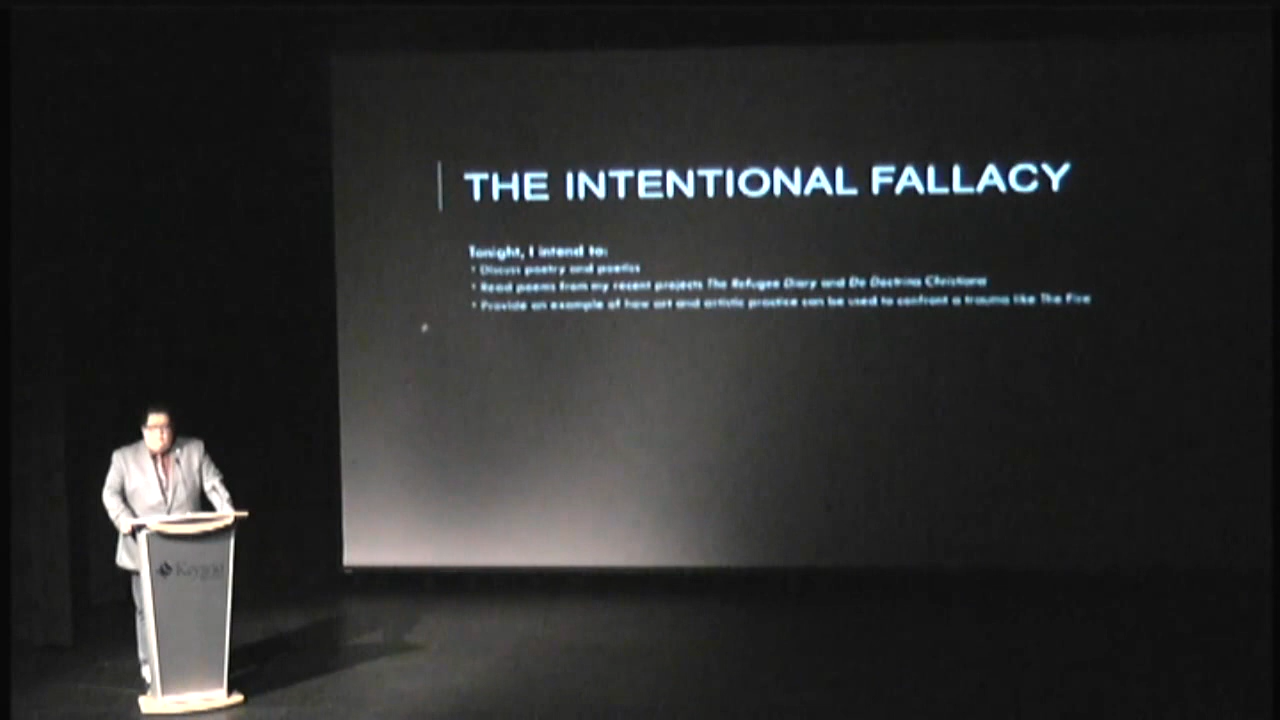 THE INTENTIONAL FALLACY
Tonight, I intend to:
• Discuss poetry and poetics
• Read poems from my recent projects The Refugee Diary and De Doctrina Christiana
• Provide an example of how art and artistic practice can be used to confront a trauma like The Fire
Keyano